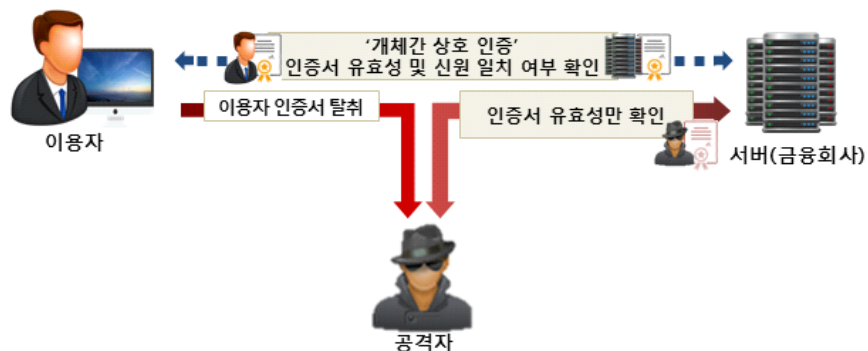 ‘개체간 상호 인증’
인증서 유효성 및 신원 일치 여부 확인
이용자 인증서 탈취
인증서 유효성만 확인
이용자
서버(금융회사)
공격자